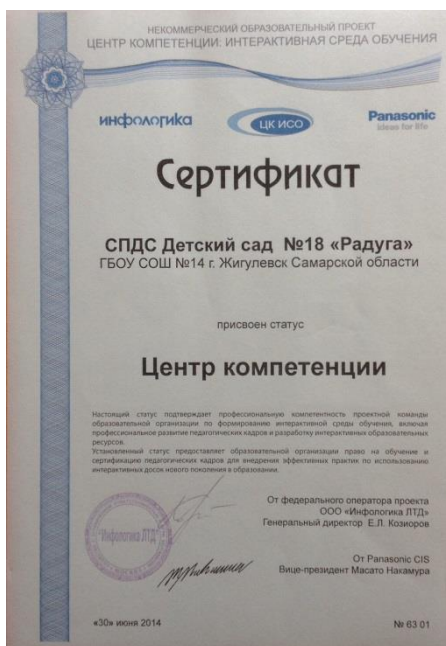 НЕКОММЕРЧЕСКИЙ ОБРАЗОВАТЕЛЬНЫЙ ПРОЕКТ
ЦЕНТР КОМПЕТЕНЦИИ: ИНТЕРАКТИВНАЯ СРЕДА ОБУЧЕНИЯ
инфологика
ЦК ИСО
Panasonic
ideas for life
Сертификат
СПДС Детский сад №18 «Радуга»
ГБОУ СОШ №14 г. Жигулевск Самарской области
присвоен статус
Центр компетенции
Настоящий статус подтверждает профессиональную компетентность проектной команды
образовательной организации по формированию интерактивной среды обучения, включая
профессиональное развитие педагогических кадров и разработку интерактивных образовательных
ресурсов.
Установленный статус предоставляет образовательной организации право на обучение и
сертификацию педагогических кадров для внедрения эффективных практик по использованию
интерактивных досок нового поколения в образовании.
От федерального оператора проекта
ООО «Инфологика ЛТД»
Генеральный директор Е.Л. Козиоров
"Инфологика ЛТД"
От Panasonic CIS
Вице-президент Масато Накамура
«30» июня 2014
№ 63 01